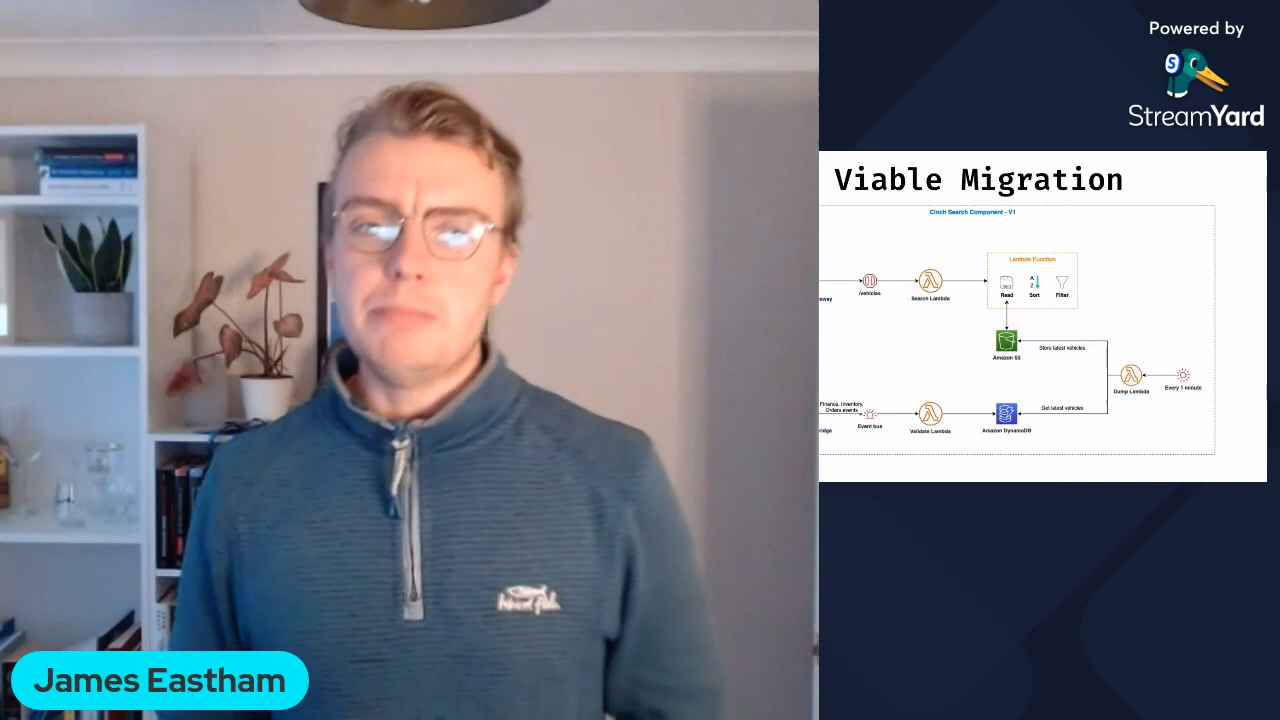 Powered by
StreamYard
Viable Migration
Cinch Search Component - V1
Lambda Function
/vehicles
Search Lambda
Read
Sort
Filter
eway
Amazon S3
Store latest vehicles
Dump Lambda
Every 1 minute
Finance, Inventory,
Orders events
Get latest vehicles
ridge
Event bus
Validate Lambda
Amazon DynamoDB
James Eastham